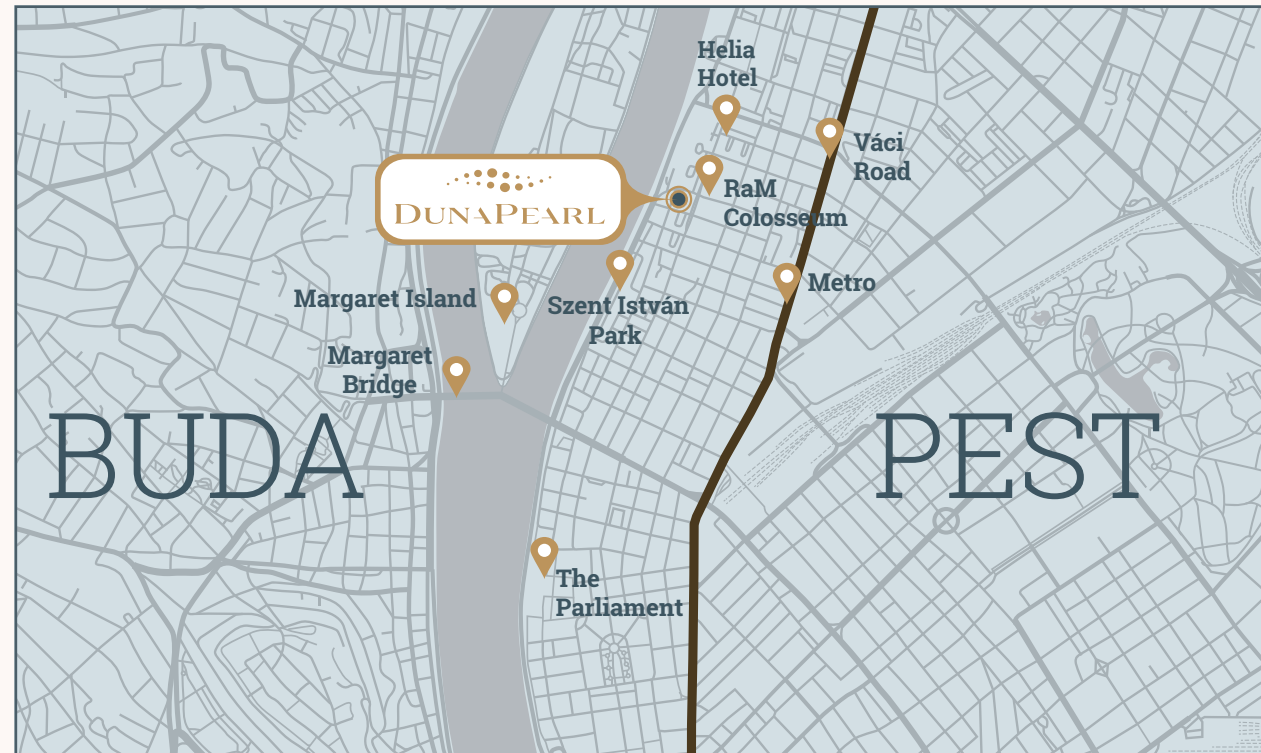 Helia
Hotel
Váci
Road
RaM
Colosseum
DUNAPEARL
Metro
Margaret Island
Szent István
Park
Margaret
Bridge
BUDA
PEST
The
Parliament